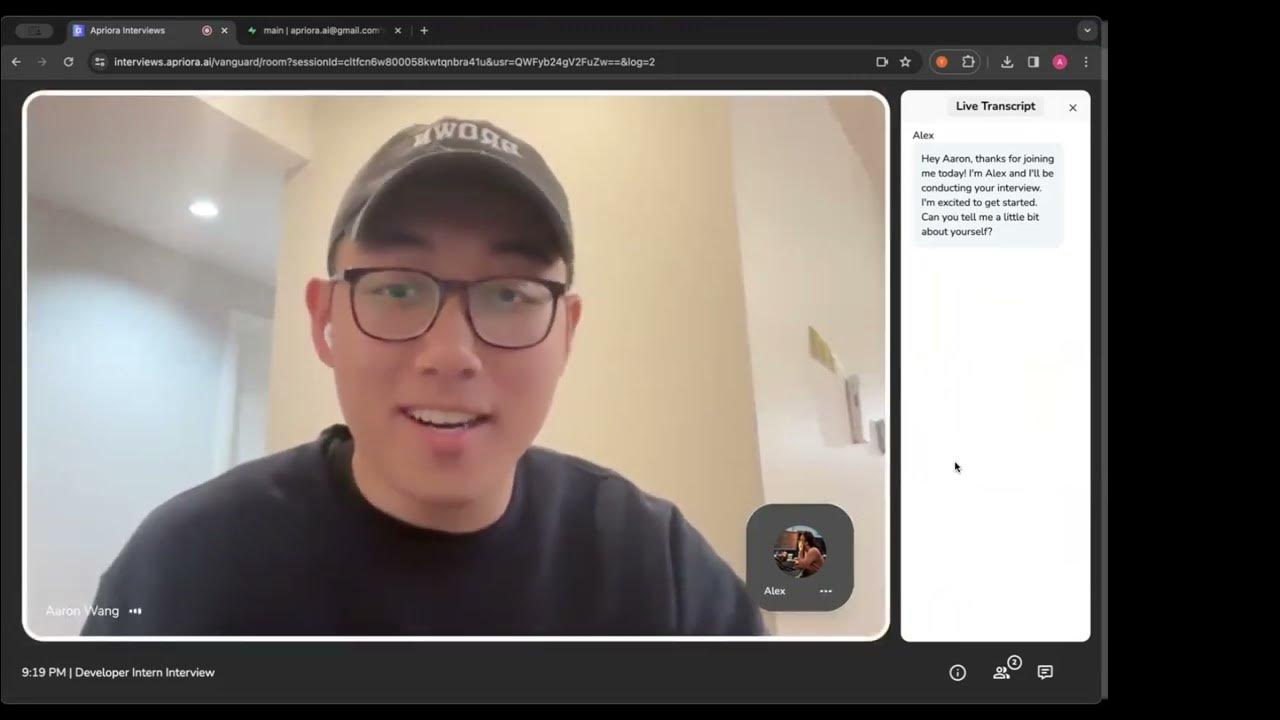 Apriora Interviews
main | apriora.ai@gmail.com'
interviews.apriora.ai/vanguard/room?sessionId=cltfcn6w800058kwtqnbra41u&usr=QWFyb24gV2FuZw==&log=2
A
BROWN
Live Transcript
Alex
Hey Aaron, thanks for joining
me today! I'm Alex and I'll be
conducting your interview.
I'm excited to get started.
Can you tell me a little bit
about yourself?
Aaron Wang
Alex
9:19 PM | Developer Intern Interview
2